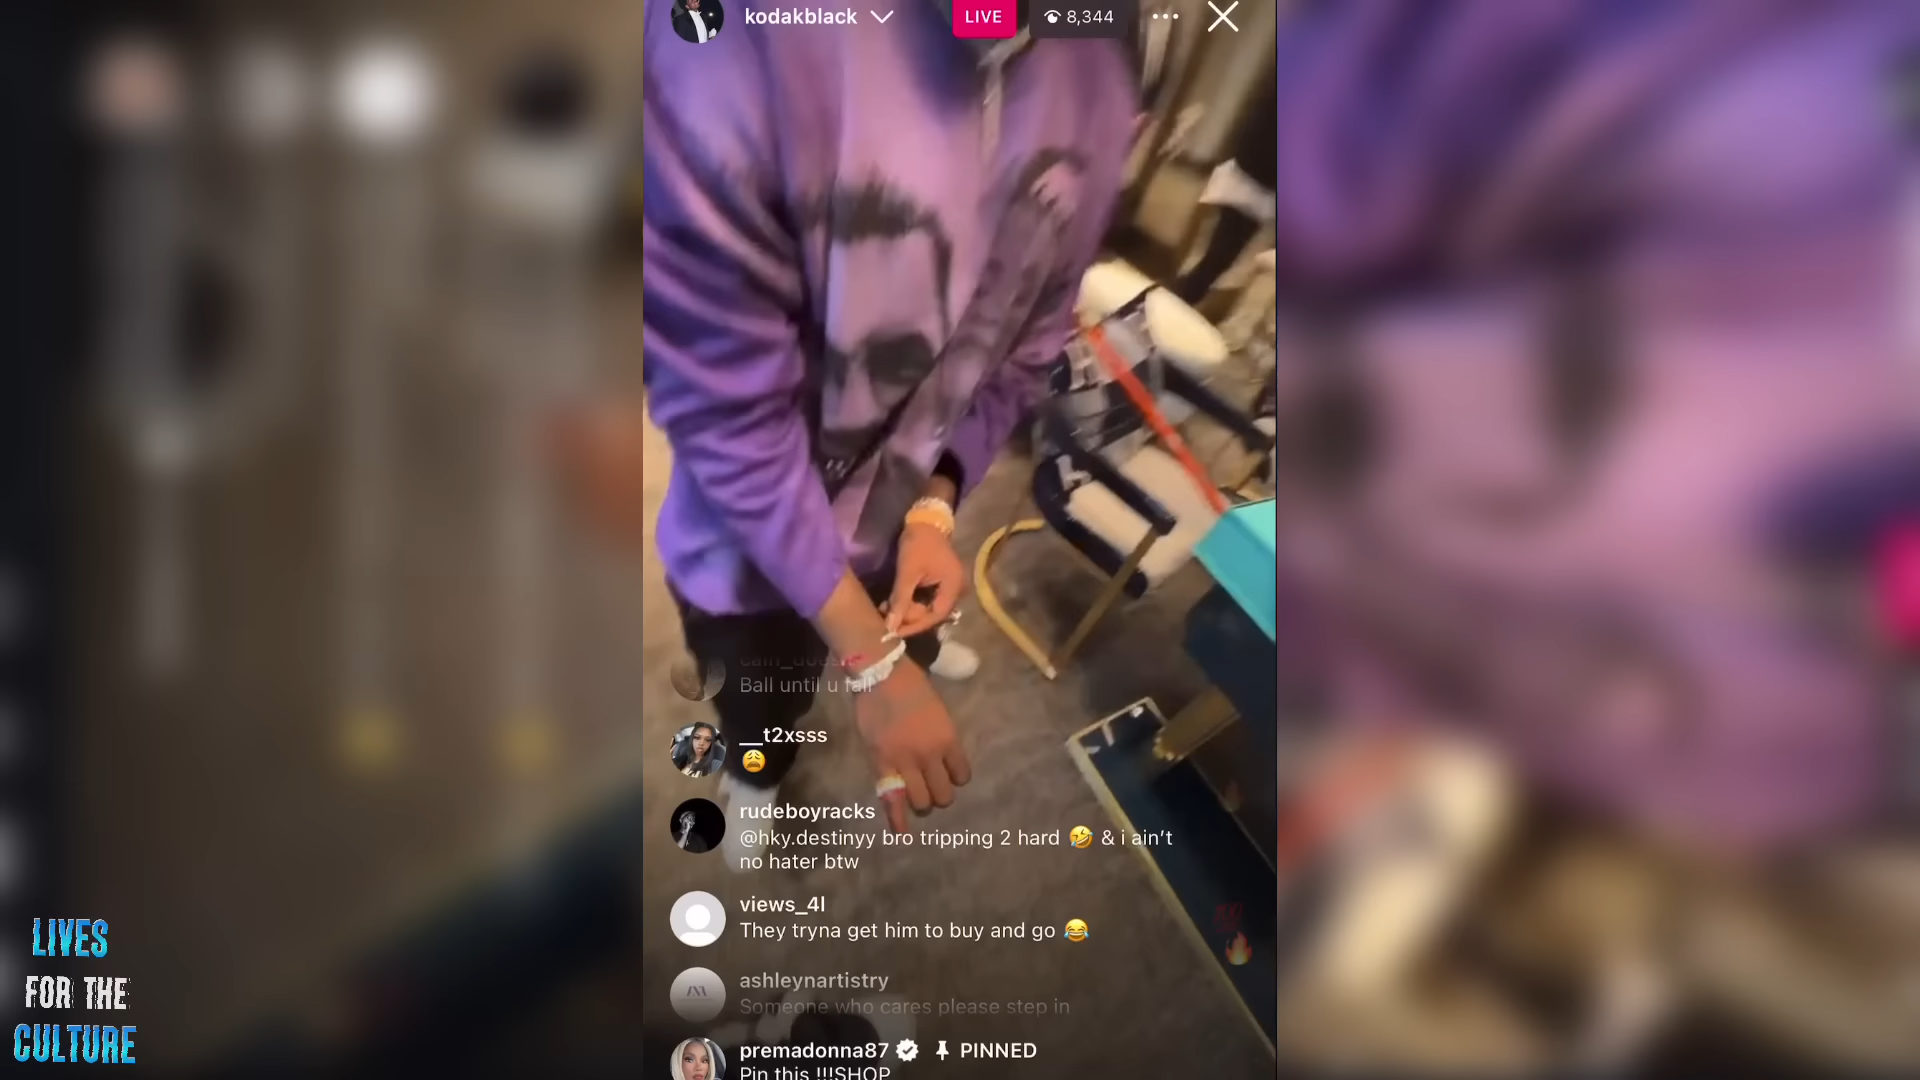 kodakblack
LIVE
8,344
Ball until u fall
__t2xsss
😩
rudeboyracks
@hky.destinyy bro tripping 2 hard 🤣 & i ain’t
no hater btw
views_4l
They tryna get him to buy and go 😂
ashleynartistry
Someone who cares please step in
premadonna87 PINNED
Pin this !!!SHOP
LIVES
FOR THE
CULTURE